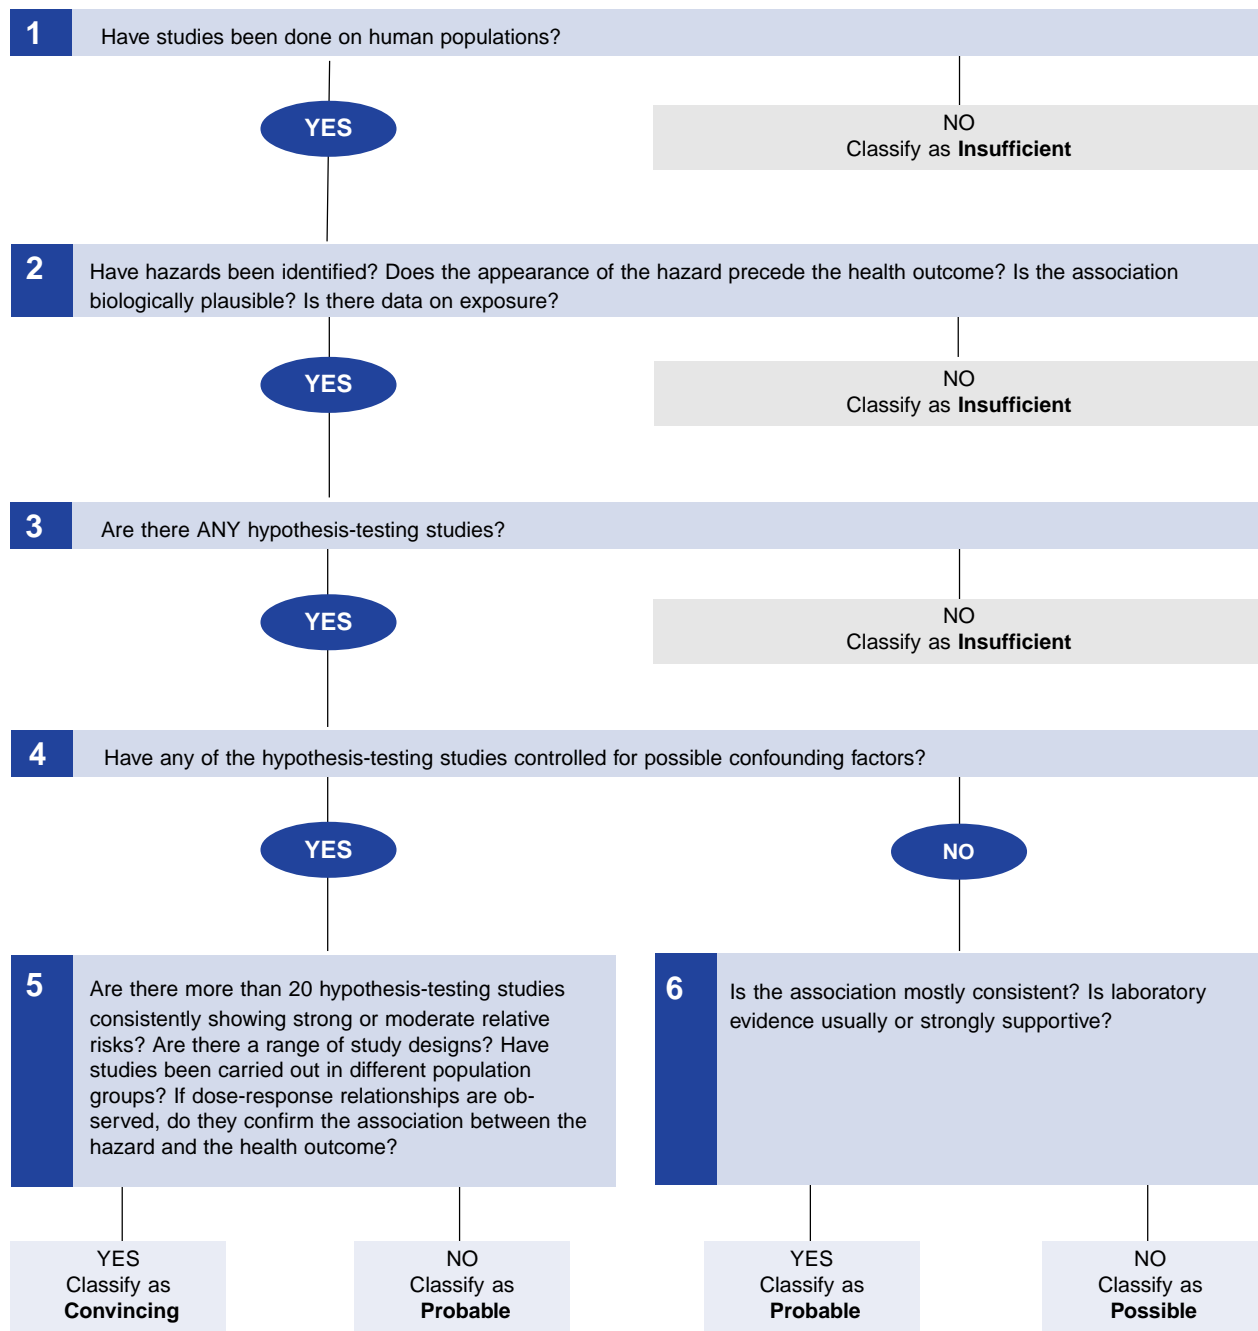 1
Have studies been done on human populations?
YES
NO
Classify as Insufficient
2
Have hazards been identified? Does the appearance of the hazard precede the health outcome? Is the association
biologically plausible? Is there data on exposure?
YES
NO
Classify as Insufficient
3
Are there ANY hypothesis-testing studies?
YES
NO
Classify as Insufficient
4
Have any of the hypothesis-testing studies controlled for possible confounding factors?
YES
NO
5
Are there more than 20 hypothesis-testing studies
consistently showing strong or moderate relative
risks? Are there a range of study designs? Have
studies been carried out in different population
groups? If dose-response relationships are ob-
served, do they confirm the association between the
hazard and the health outcome?
6
Is the association mostly consistent? Is laboratory
evidence usually or strongly supportive?
YES
Classify as
Convincing
NO
Classify as
Probable
YES
Classify as
Probable
NO
Classify as
Possible